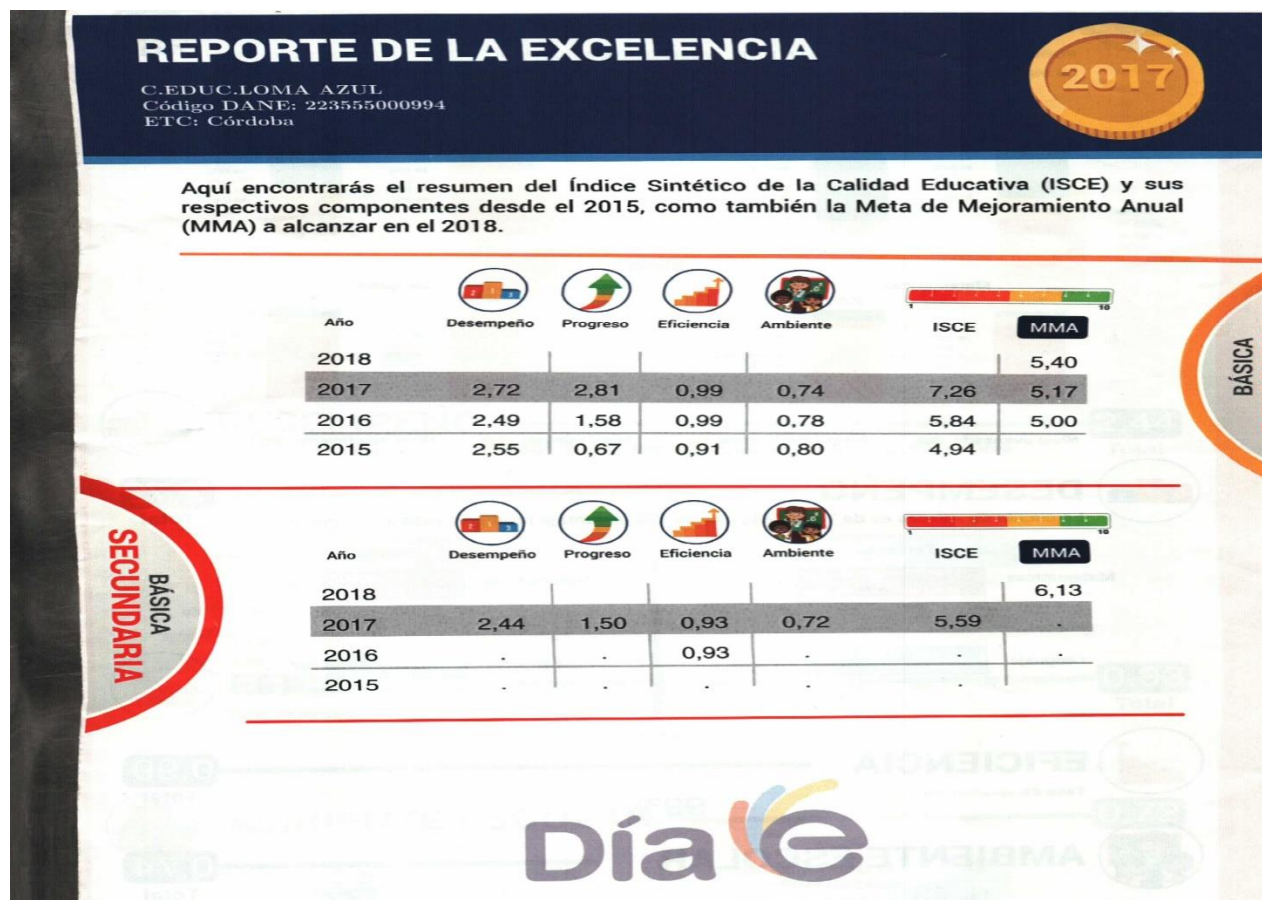 REPORTE DE LA EXCELENCIA
C.EDUC.LOMA AZUL
Código DANE: 223555000994
ETC: Córdoba
2017
Aquí encontrarás el resumen del Índice Sintético de la Calidad Educativa (ISCE) y sus
respectivos componentes desde el 2015, como también la Meta de Mejoramiento Anual
(MMA) a alcanzar en el 2018.
BÁSICA
Año Desempeño Progreso Eficiencia Ambiente ISCE MMA
2018 5,40
2017 2,72 2,81 0,99 0,74 7,26 5,17
2016 2,49 1,58 0,99 0,78 5,84 5,00
2015 2,55 0,67 0,91 0,80 4,94
BÁSICA
SECUNDARIA
Año Desempeño Progreso Eficiencia Ambiente ISCE MMA
2018 6,13
2017 2,44 1,50 0,93 0,72 5,59 .
2016 . . 0,93 . . .
2015 . . . . .
Día e